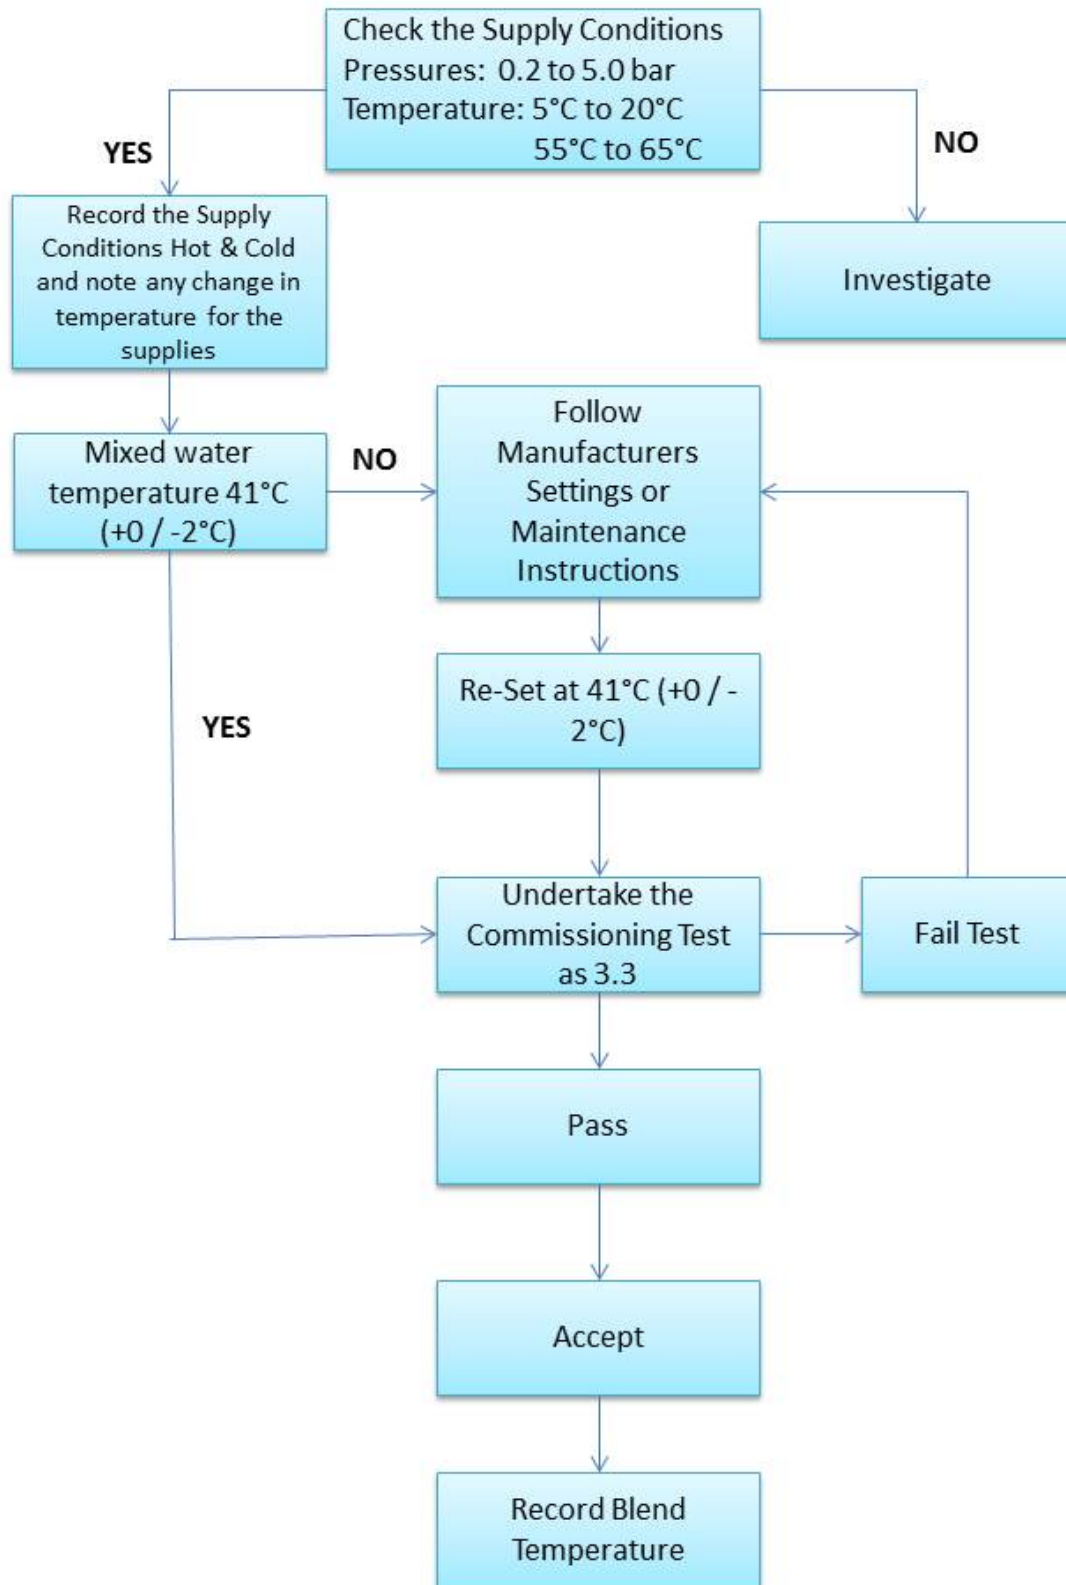 Check the Supply Conditions
Pressures: 0.2 to 5.0 bar
Temperature: 5°C to 20°C
55°C to 65°C
YES
NO
Record the Supply
Conditions Hot & Cold
and note any change in
temperature for the
supplies
Investigate
Mixed water
temperature 41°C
(+0 / -2°C)
NO
Follow
Manufacturers
Settings or
Maintenance
Instructions
Re-Set at 41°C (+0 / -
2°C)
YES
Undertake the
Commissioning Test
as 3.3
Fail Test
Pass
Accept
Record Blend
Temperature